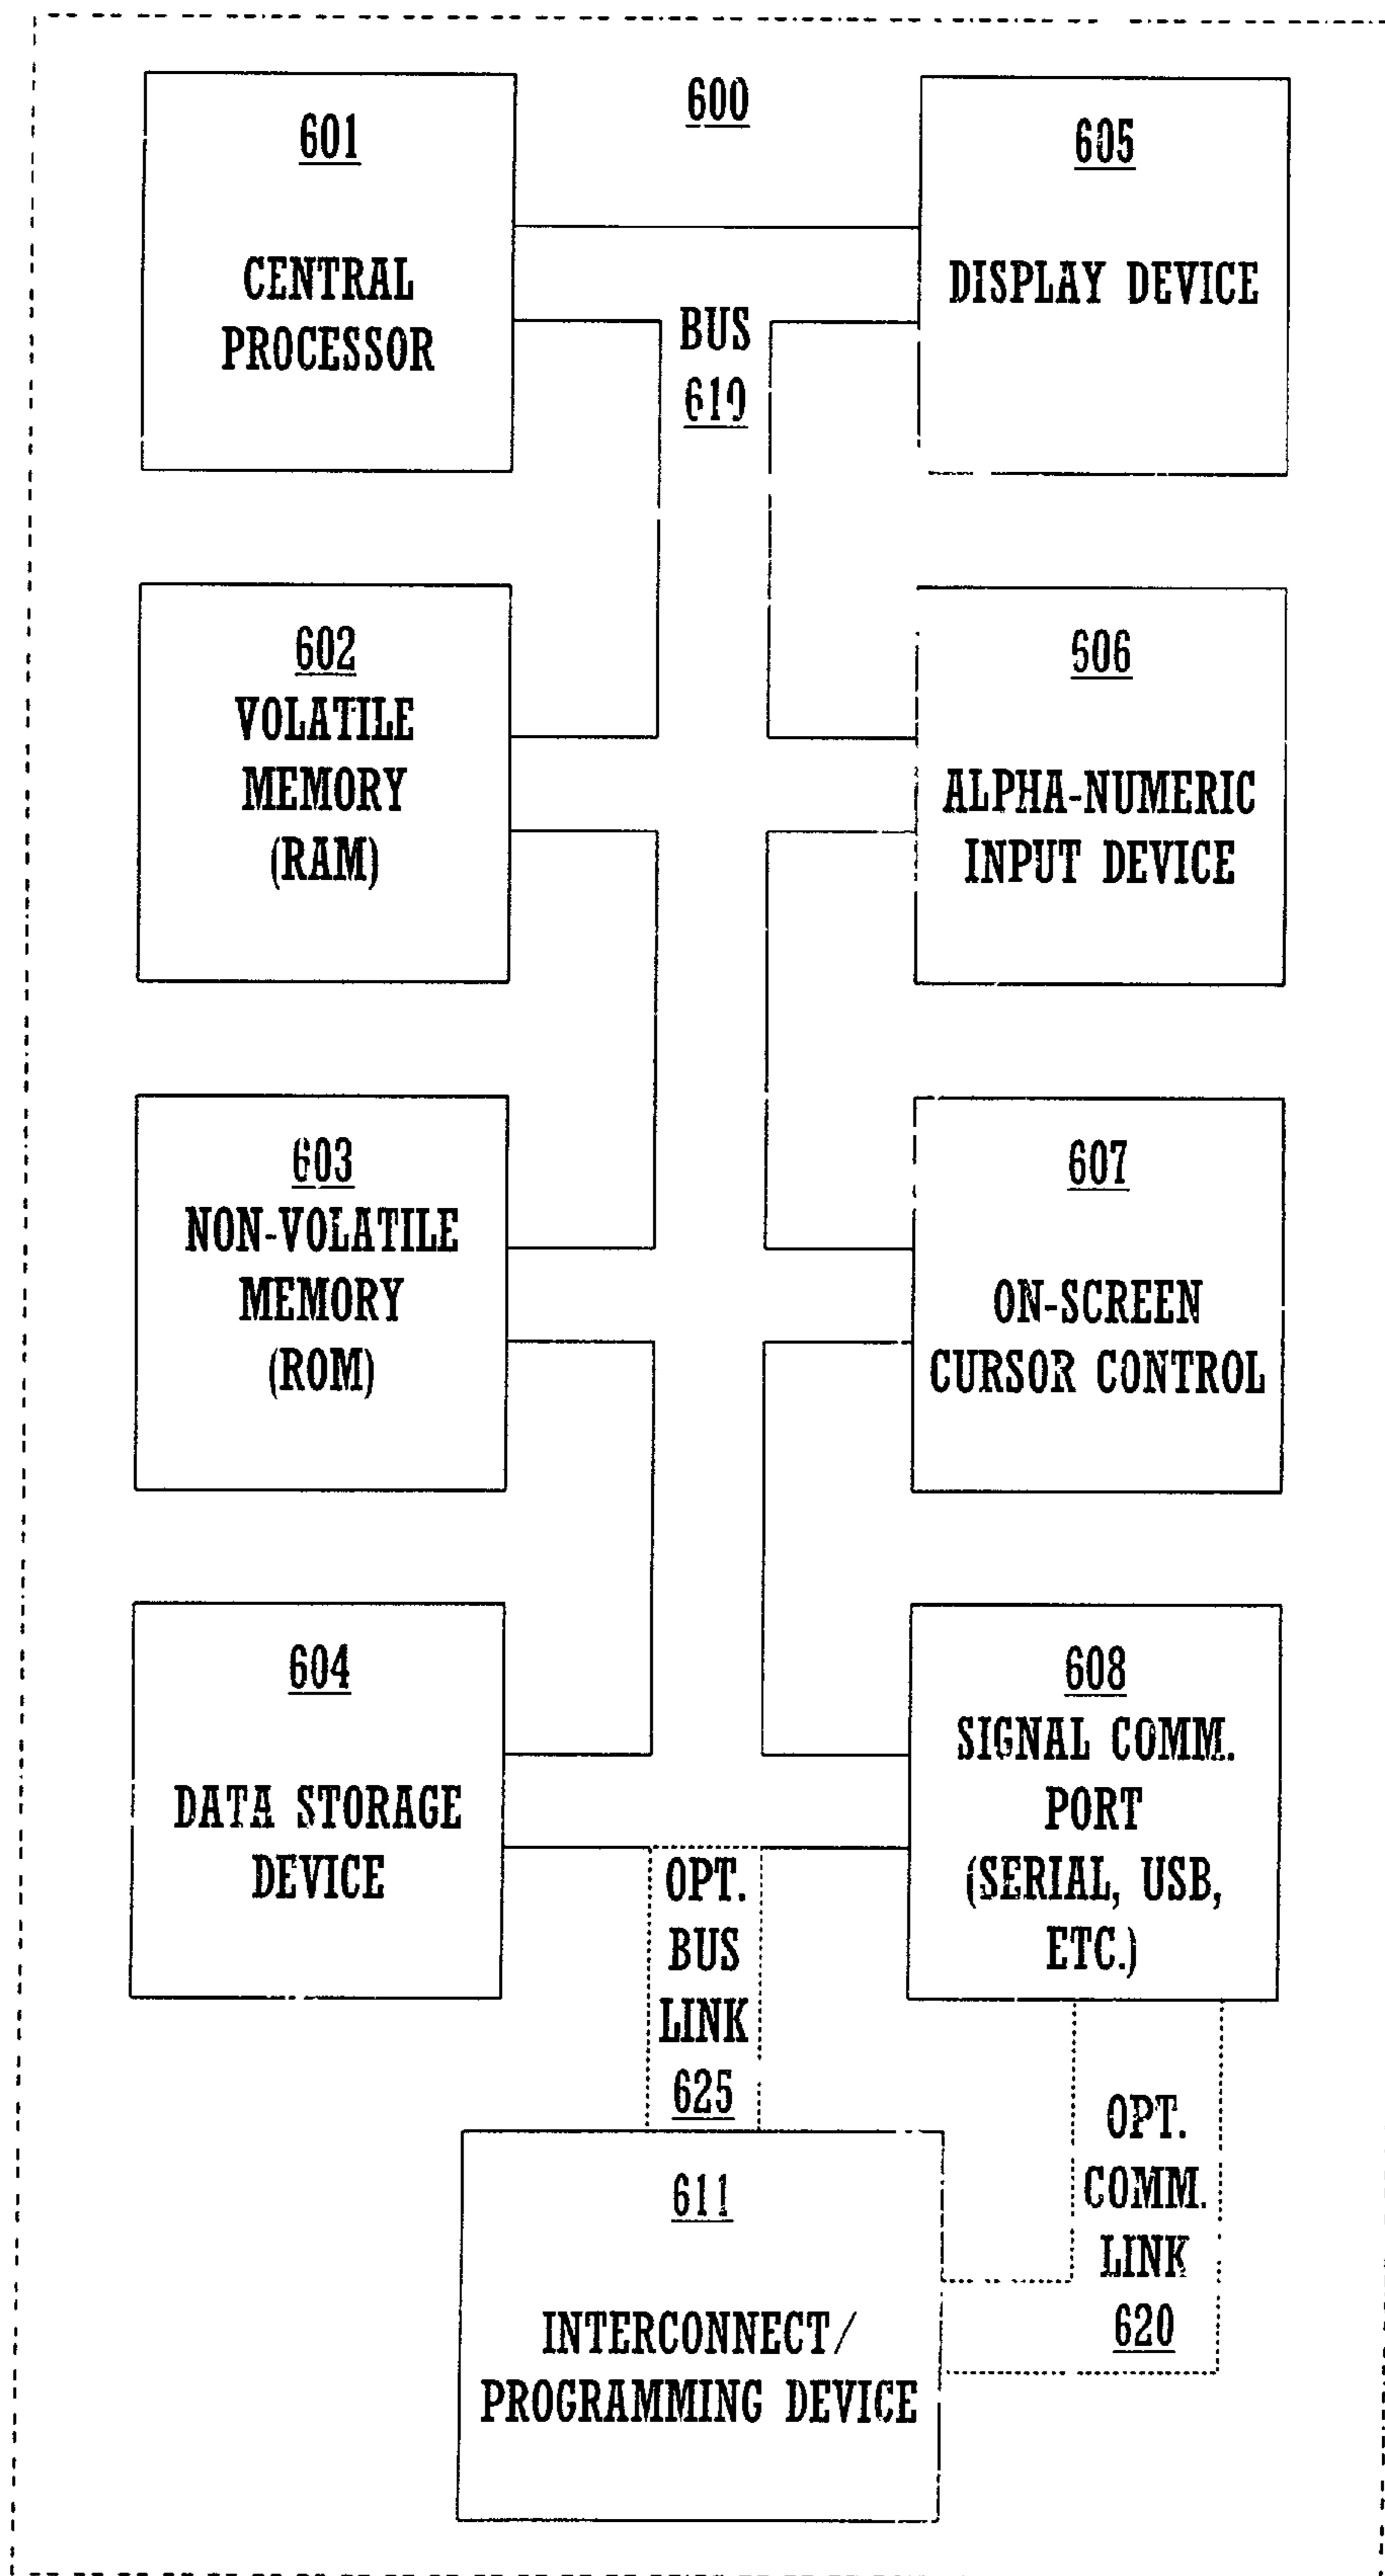 600
601
CENTRAL
PROCESSOR
605
DISPLAY DEVICE
BUS
610
602
VOLATILE
MEMORY
(RAM)
606
ALPHA-NUMERIC
INPUT DEVICE
603
NON-VOLATILE
MEMORY
(ROM)
607
ON-SCREEN
CURSOR CONTROL
604
DATA STORAGE
DEVICE
608
SIGNAL COMM.
PORT
(SERIAL, USB,
ETC.)
OPT.
BUS
LINK
625
OPT.
COMM.
LINK
620
611
INTERCONNECT/
PROGRAMMING DEVICE